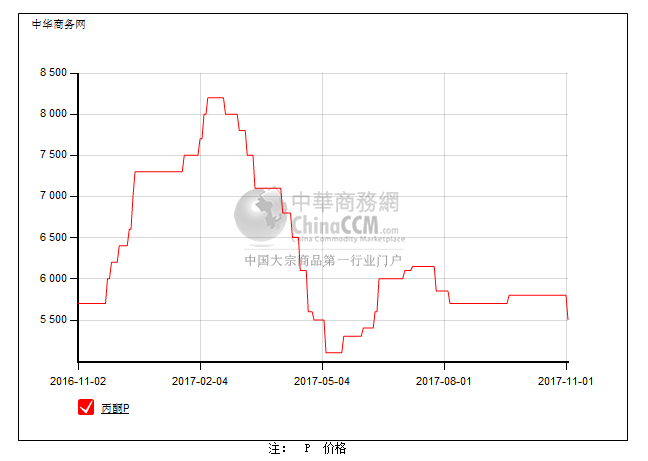 中华商务网
8 500
8 000
7 500
7 000
6 500
6 000
5 500
中華商務網
ChinaCCM.com
China Commodity Marketplace
中国大宗商品第一行业门户
2016-11-02
2017-02-04
2017-05-04
2017-08-01
2017-11-01
丙酮P
注： P 价格